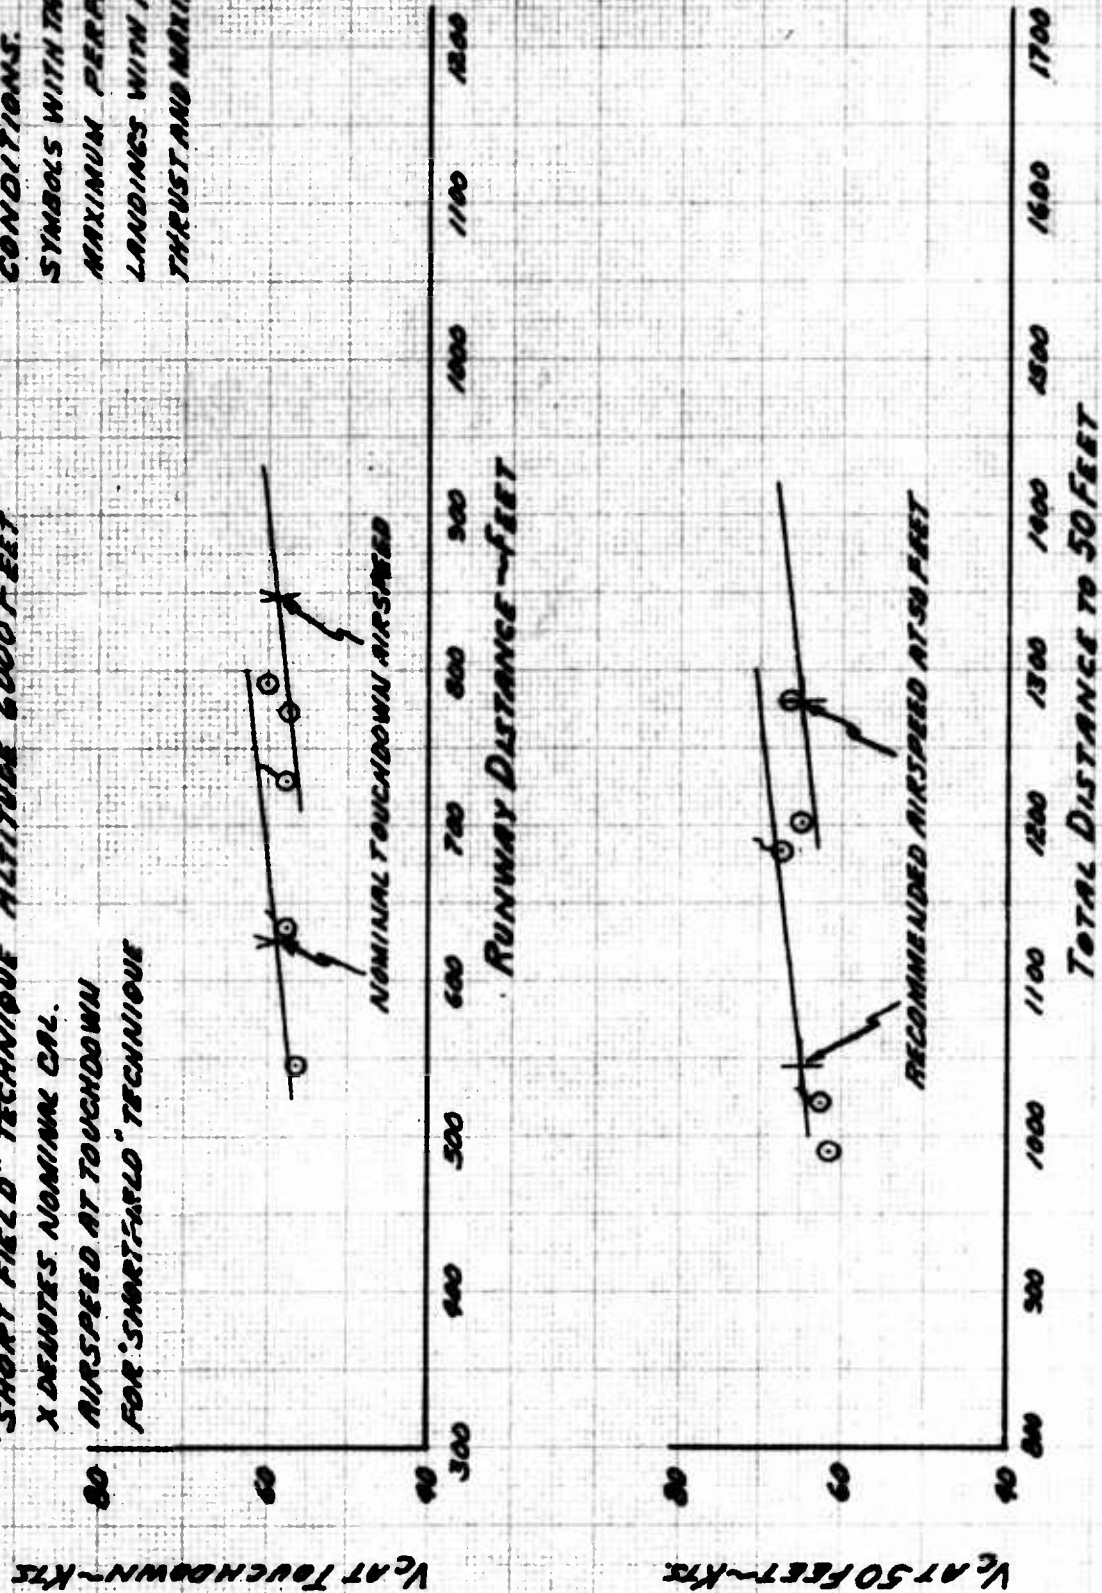 "SHORT FIELD" TECHNIQUE ALTITUDE 6000 FEET
X DENOTES NOMINAL CAL.
AIRSPEED AT TOUCHDOWN
FOR "SHORT FIELD" TECHNIQUE
CONDITIONS.
SYMBOLS WITH
MAXIMUM
LANDINGS WITH
THRUST AND
VC AT TOUCHDOWN~KTS
80
60
40
NOMINAL TOUCHDOWN AIRSPEED
300 400 500 600 700 800 900 1000 1100 1200
RUNWAY DISTANCE~FEET
VC AT 50 FEET~KTS
80
60
40
RECOMMENDED AIRSPEED AT 50 FEET
800 900 1000 1100 1200 1300 1400 1500 1600 1700
TOTAL DISTANCE TO 50 FEET